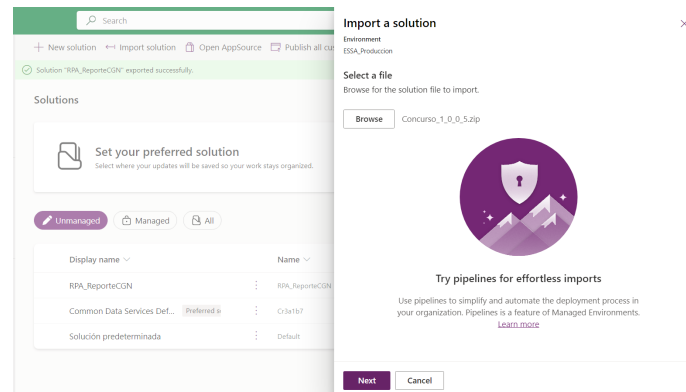 Search
New solution
Import solution
Open AppSource
Publish all cus
Solution "RPA_ReporteCGN" exported successfully.
Solutions
Set your preferred solution
Select where your updates will be saved so your work stays organized.
Unmanaged
Managed
All
Display name
Name
RPA_ReporteCGN
RPA_ReporteCGN
Common Data Services Def...
Preferred s
Cr3a1b7
Solución predeterminada
Default
Import a solution
Environment
ESSA_Produccion
Select a file
Browse for the solution file to import.
Browse
Concurso_1_0_0_5.zip
Try pipelines for effortless imports
Use pipelines to simplify and automate the deployment process in
your organization. Pipelines is a feature of Managed Environments.
Learn more
Next
Cancel